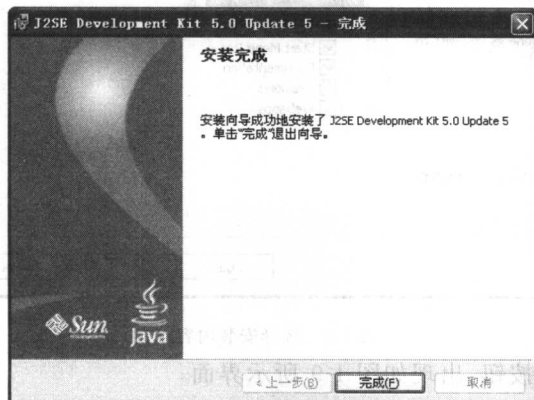 J2SE Development Kit 5.0 Update 5 - 完成
安装完成
安装向导成功地安装了 J2SE Development Kit 5.0 Update 5
。单击“完成”退出向导。
Sun
Java
<上一步(B)
完成(F)
取消